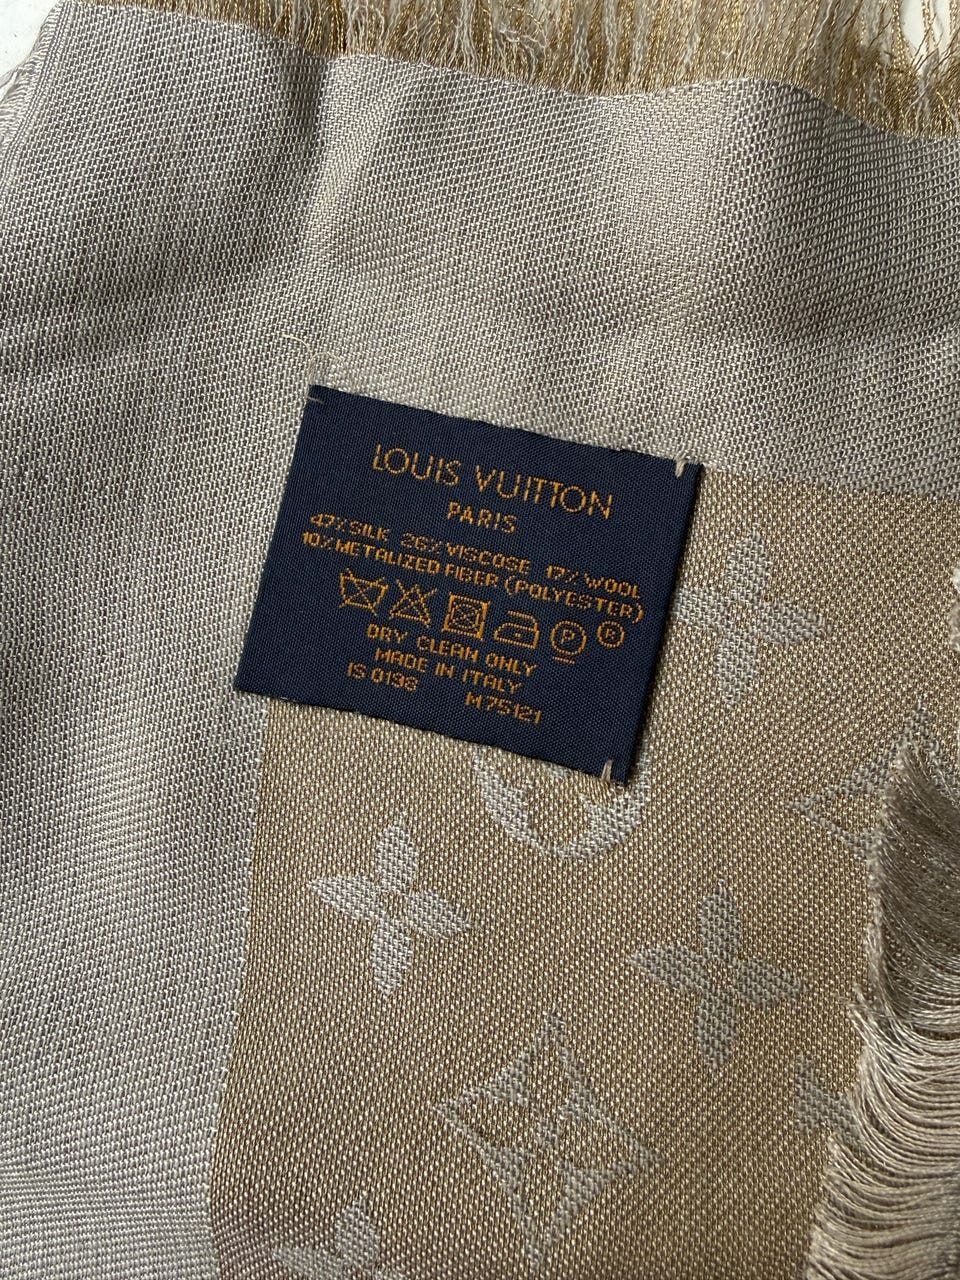 LOUIS VUITTON
PARIS
47% SILK 26% VISCOSE 17% WOOL
10% METALIZED FIBER (POLYESTER)
P R
DRY CLEAN ONLY
MADE IN ITALY
IS 0198 M75121